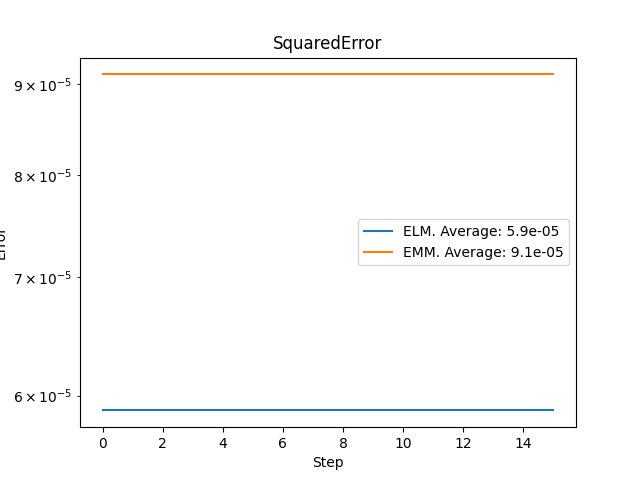 SquaredError
9 × 10⁻⁵
8 × 10⁻⁵
7 × 10⁻⁵
6 × 10⁻⁵
Error
ELM. Average: 5.9e-05
EMM. Average: 9.1e-05
0 2 4 6 8 10 12 14
Step